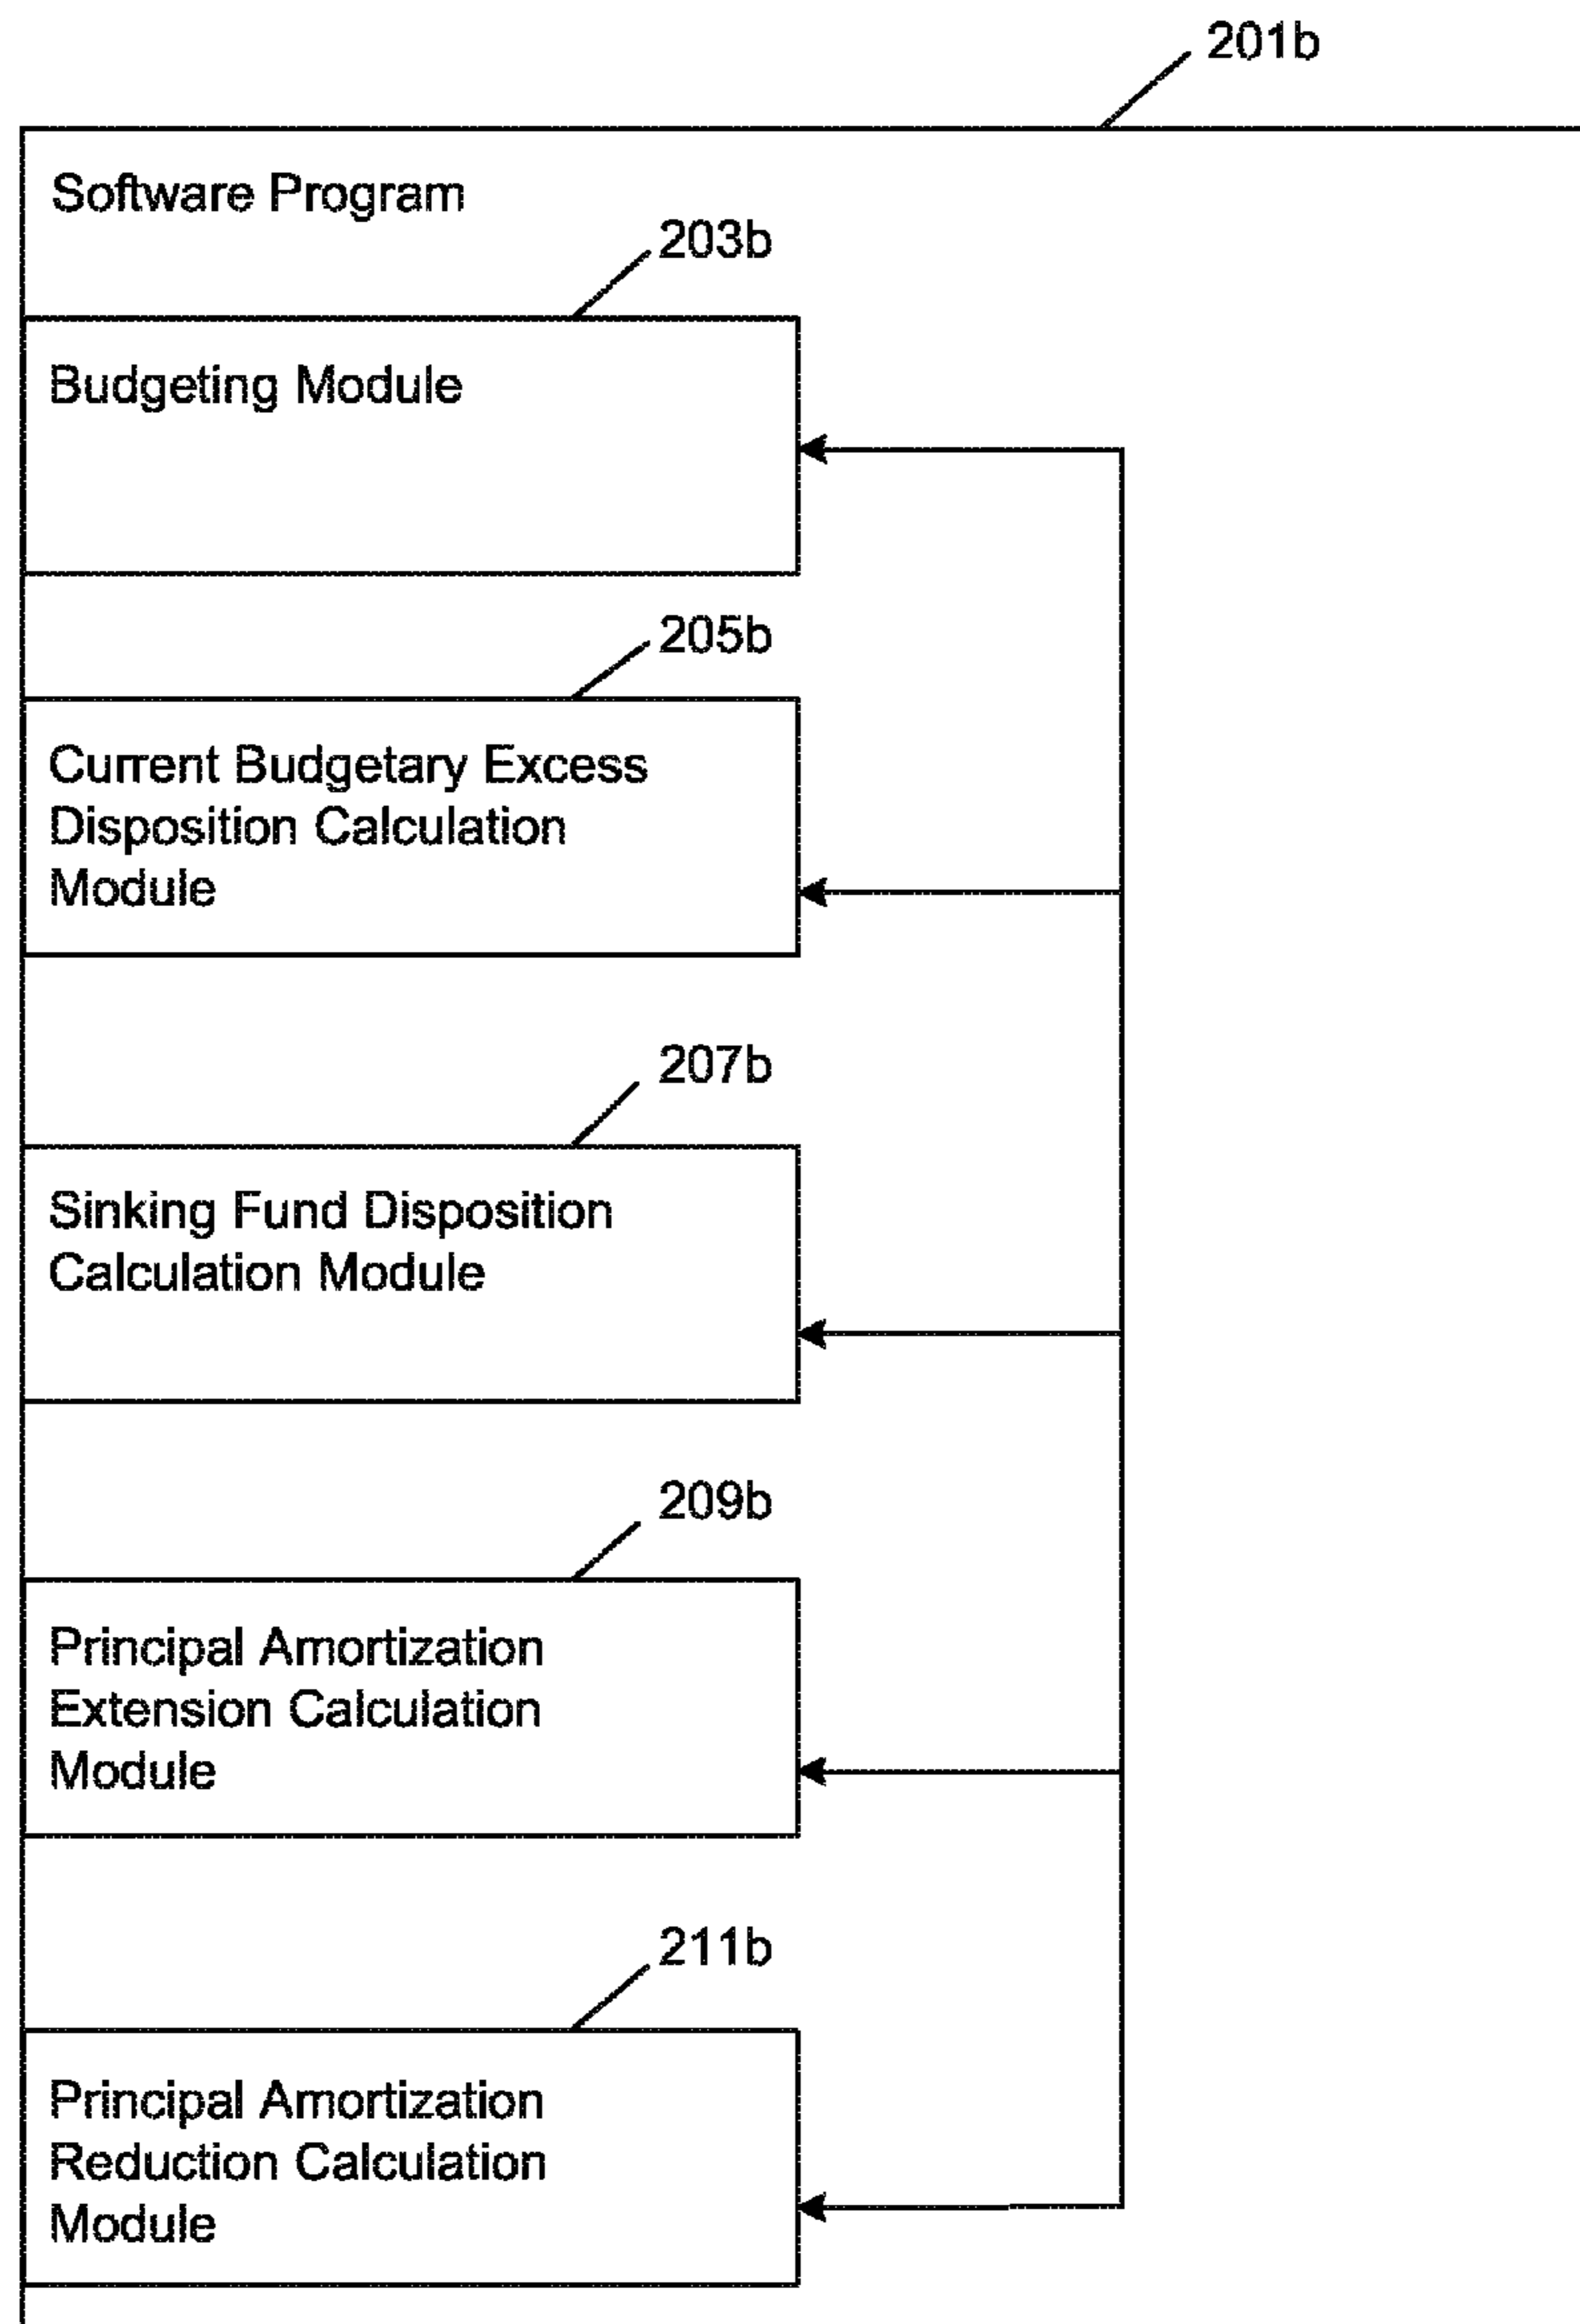 201b
Software Program
203b
Budgeting Module
205b
Current Budgetary Excess
Disposition Calculation
Module
207b
Sinking Fund Disposition
Calculation Module
209b
Principal Amortization
Extension Calculation
Module
211b
Principal Amortization
Reduction Calculation
Module